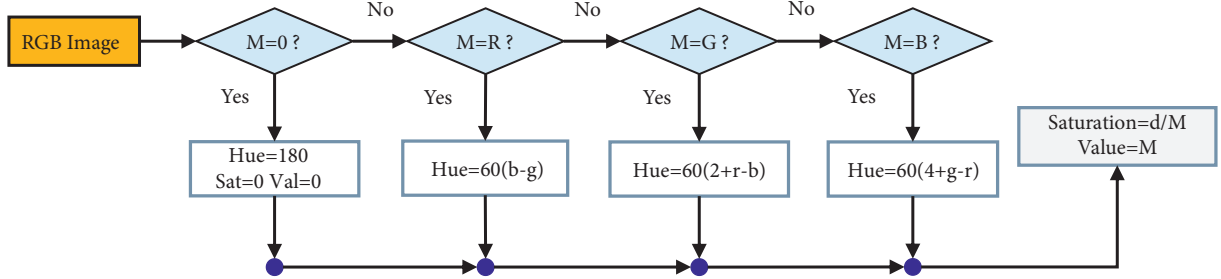 RGB Image
M=0 ?
No
M=R ?
No
M=G ?
No
M=B ?
Yes
Yes
Yes
Yes
Hue=180
Sat=0 Val=0
Hue=60(b-g)
Hue=60(2+r-b)
Hue=60(4+g-r)
Saturation=d/M
Value=M